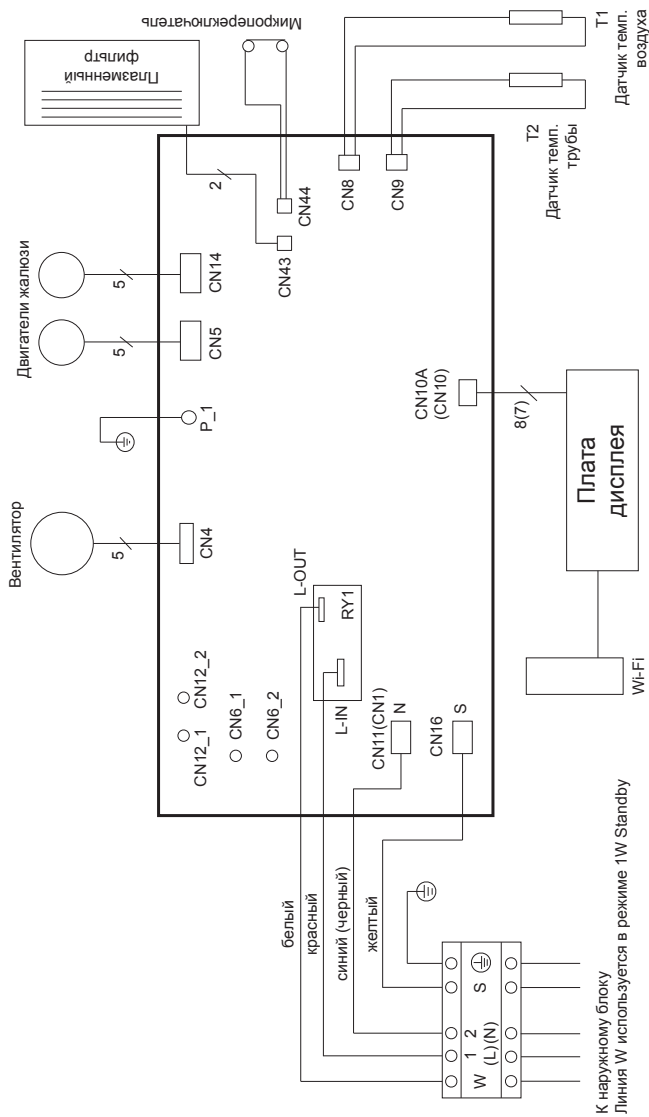 Вентилятор
Двигатели жалюзи
Плазменный
фильтр
Микропереключатель
5
5
5
2
CN4
P_1
CN5
CN14
CN43
CN44
CN12_1
CN12_2
CN6_1
CN6_2
L-OUT
RY1
L-IN
CN11(CN1)
N
CN16
S
CN8
CN9
CN10A
(CN10)
8(7)
T1
Датчик темп.
воздуха
T2
Датчик темп.
трубы
белый
красный
синий (черный)
желтый
W 1 2 S
(L)(N)
Плата
дисплея
Wi-Fi
К наружному блоку
Линия W используется в режиме 1W Standby